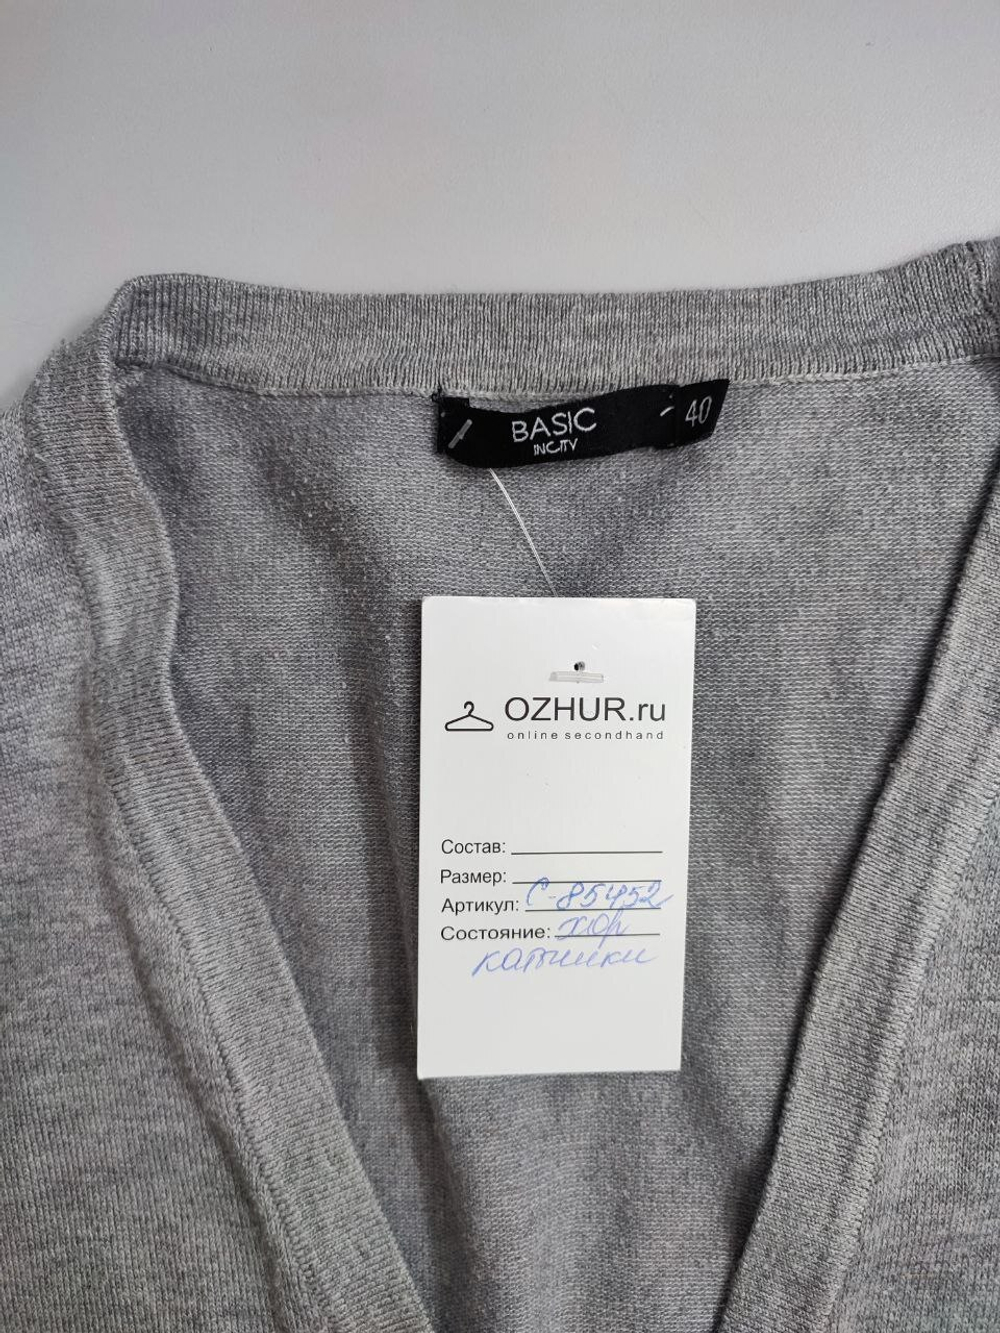 BASIC
INCITY
40
OZHUR.ru
online secondhand
Состав:
Размер:
Артикул: С-85452
Состояние: хор
катышки